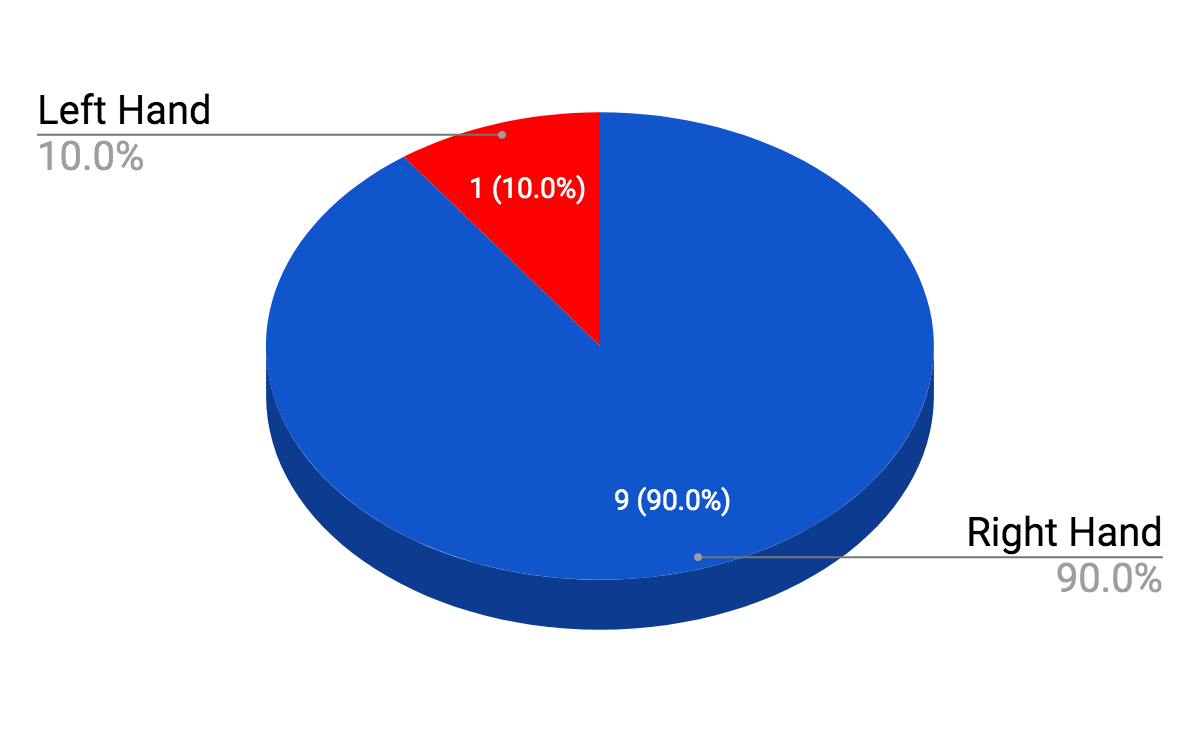 Left Hand
10.0%
1 (10.0%)
9 (90.0%)
Right Hand
90.0%